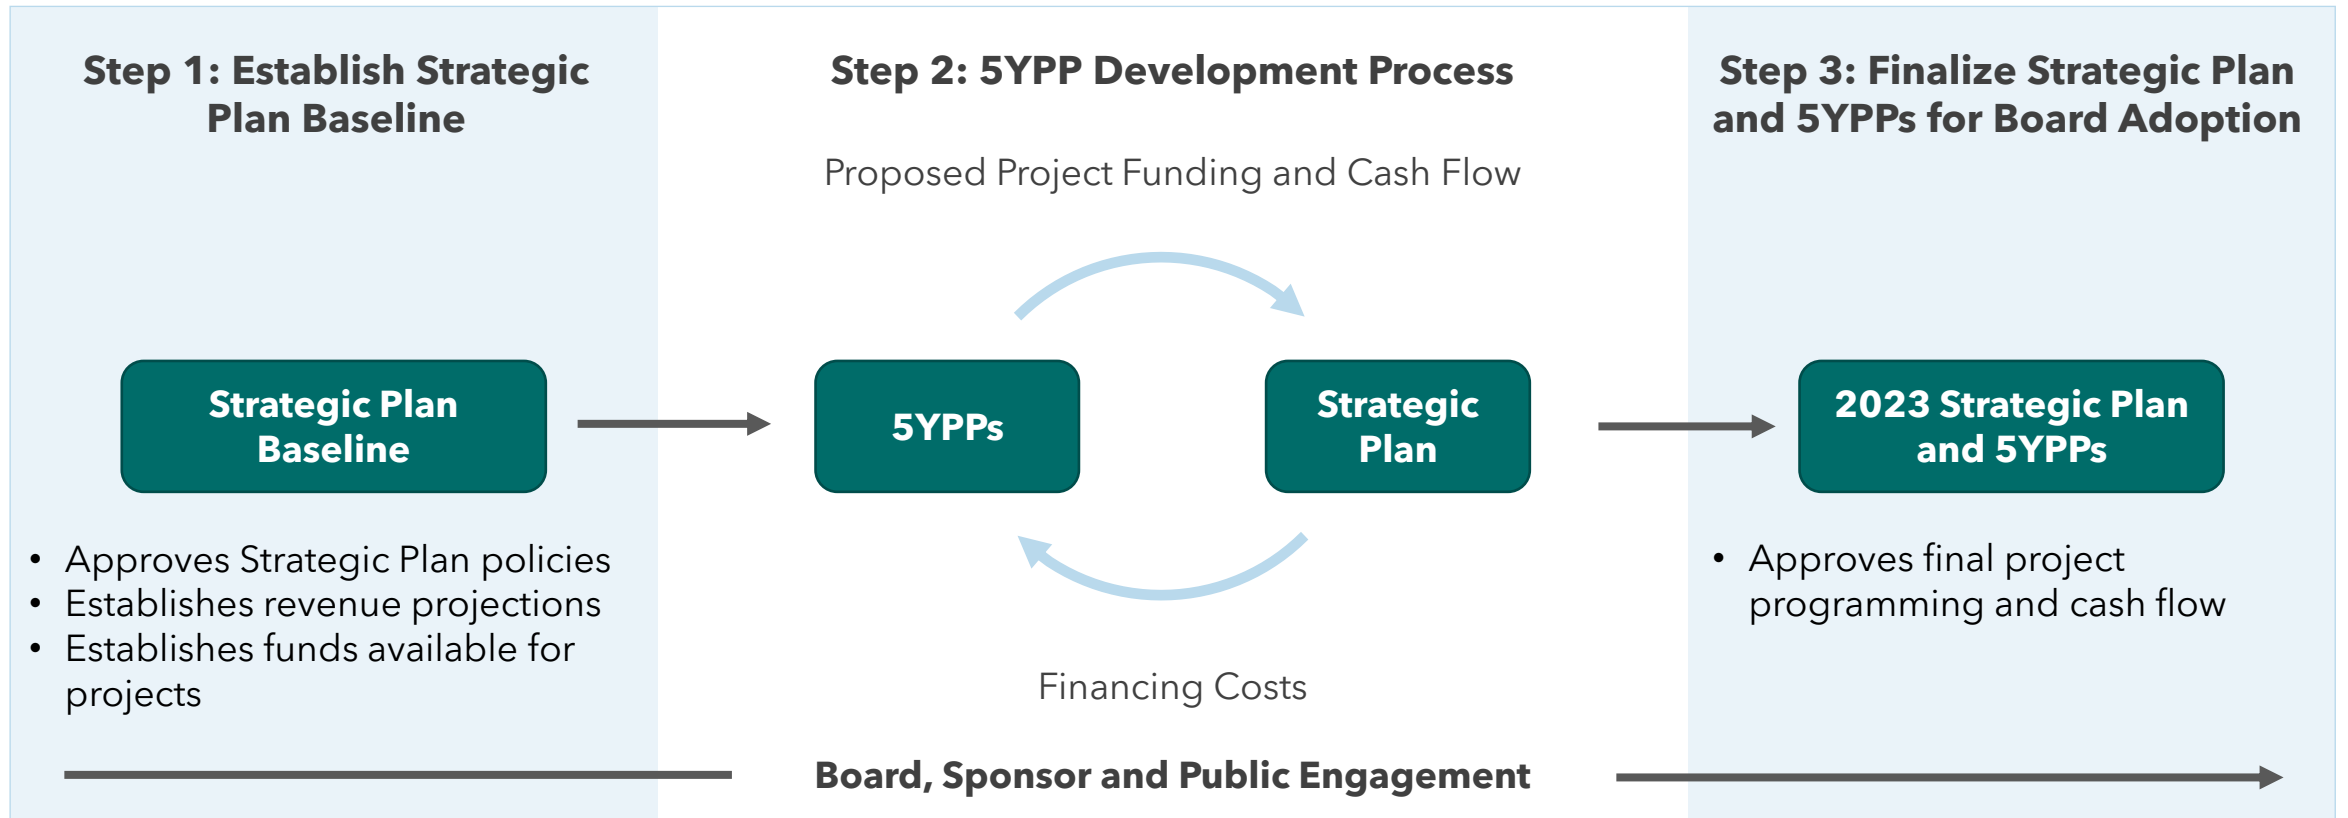 Step 1: Establish Strategic
Plan Baseline
Strategic Plan
Baseline
• Approves Strategic Plan policies
• Establishes revenue projections
• Establishes funds available for
projects
Step 2: 5YPP Development Process
Proposed Project Funding and Cash Flow
5YPPs
Strategic
Plan
Financing Costs
Step 3: Finalize Strategic Plan
and 5YPPs for Board Adoption
2023 Strategic Plan
and 5YPPs
• Approves final project
programming and cash flow
Board, Sponsor and Public Engagement